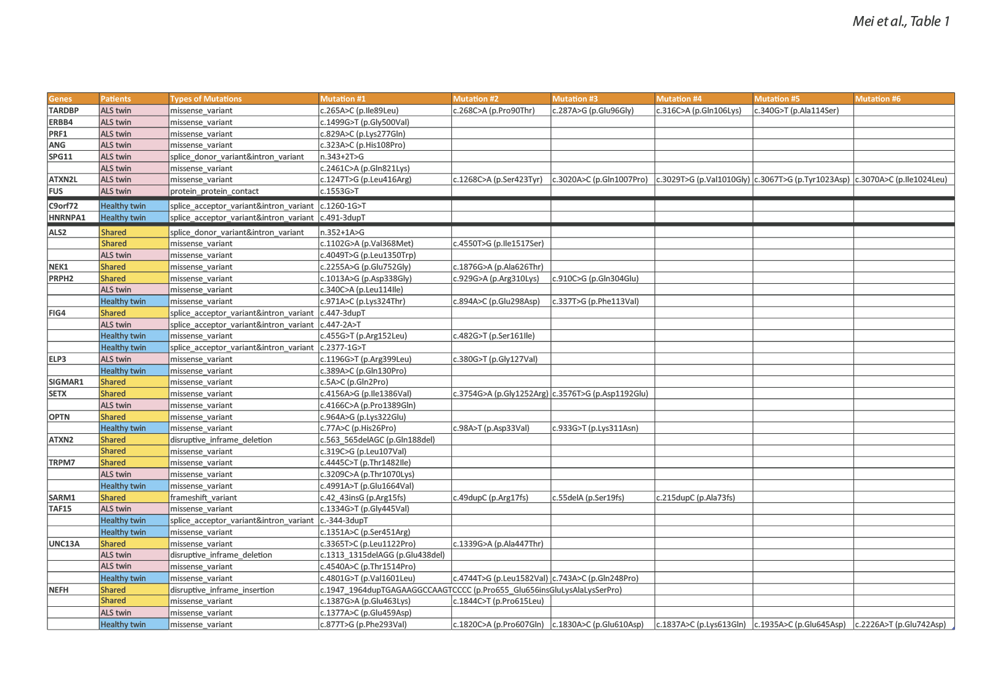 Mei et al., Table 1
Genes Patients Types of Mutations Mutation #1 Mutation #2 Mutation #3 Mutation #4 Mutation #5 Mutation #6
TARDBP ALS twin missense_variant c.265A>C (p.Ile89Leu) c.268C>A (p.Pro90Thr) c.287A>G (p.Glu96Gly) c.316C>A (p.Gln106Lys) c.340G>T (p.Ala114Ser)
ERBB4 ALS twin missense_variant c.1499G>T (p.Gly500Val)
PRF1 ALS twin missense_variant c.829A>C (p.Lys277Gln)
ANG ALS twin missense_variant c.323A>C (p.His108Pro)
SPG11 ALS twin splice_donor_variant&intron_variant n.343+2T>G
ALS twin missense_variant c.2461C>A (p.Gln821Lys)
ATXN2L ALS twin missense_variant c.1247T>G (p.Leu416Arg) c.1268C>A (p.Ser423Tyr) c.3020A>C (p.Gln1007Pro) c.3029T>G (p.Val1010Gly) c.3067T>G (p.Tyr1023Asp) c.3070A>C (p.Ile1024Leu)
FUS ALS twin protein_protein_contact c.1553G>T
C9orf72 Healthy twin splice_acceptor_variant&intron_variant c.1260-1G>T
HNRNPA1 Healthy twin splice_acceptor_variant&intron_variant c.491-3dupT
ALS2 Shared splice_donor_variant&intron_variant n.352+1A>G
Shared missense_variant c.1102G>A (p.Val368Met) c.4550T>G (p.Ile1517Ser)
ALS twin missense_variant c.4049T>G (p.Leu1350Trp)
NEK1 Shared missense_variant c.2255A>G (p.Glu752Gly) c.1876G>A (p.Ala626Thr)
PRPH2 Shared missense_variant c.1013A>G (p.Asp338Gly) c.929G>A (p.Arg310Lys) c.910C>G (p.Gln304Glu)
ALS twin missense_variant c.340C>A (p.Leu114Ile)
Healthy twin missense_variant c.971A>C (p.Lys324Thr) c.894A>C (p.Glu298Asp) c.337T>G (p.Phe113Val)
FIG4 Shared splice_acceptor_variant&intron_variant c.447-3dupT
ALS twin splice_acceptor_variant&intron_variant c.447-2A>T
Healthy twin missense_variant c.455G>T (p.Arg152Leu) c.482G>T (p.Ser161Ile)
Healthy twin splice_acceptor_variant&intron_variant c.2377-1G>T
ELP3 ALS twin missense_variant c.1196G>T (p.Arg399Leu) c.380G>T (p.Gly127Val)
Healthy twin missense_variant c.389A>C (p.Gln130Pro)
SIGMAR1 Shared missense_variant c.5A>C (p.Gln2Pro)
SETX Shared missense_variant c.4156A>G (p.Ile1386Val) c.3754G>A (p.Gly1252Arg) c.3576T>G (p.Asp1192Glu)
ALS twin missense_variant c.4166C>A (p.Pro1389Gln)
OPTN Shared missense_variant c.964A>G (p.Lys322Glu)
Healthy twin missense_variant c.77A>C (p.His26Pro) c.98A>T (p.Asp33Val) c.933G>T (p.Lys311Asn)
ATXN2 Shared disruptive_inframe_deletion c.563_565delAGC (p.Gln188del)
Shared missense_variant c.319C>G (p.Leu107Val)
TRPM7 Shared missense_variant c.4445C>T (p.Thr1482Ile)
ALS twin missense_variant c.3209C>A (p.Thr1070Lys)
Healthy twin missense_variant c.4991A>T (p.Glu1664Val)
SARM1 Shared frameshift_variant c.42_43insG (p.Arg15fs) c.49dupC (p.Arg17fs) c.55delA (p.Ser19fs) c.215dupC (p.Ala73fs)
TAF15 ALS twin missense_variant c.1334G>T (p.Gly445Val)
Healthy twin splice_acceptor_variant&intron_variant c.-344-3dupT
Healthy twin missense_variant c.1351A>C (p.Ser451Arg)
UNC13A Shared missense_variant c.3365T>C (p.Leu1122Pro) c.1339G>A (p.Ala447Thr)
ALS twin disruptive_inframe_deletion c.1313_1315delAGG (p.Glu438del)
ALS twin missense_variant c.4540A>C (p.Thr1514Pro)
Healthy twin missense_variant c.4801G>T (p.Val1601Leu) c.4744T>G (p.Leu1582Val) c.743A>C (p.Gln248Pro)
NEFH Shared disruptive_inframe_insertion c.1947_1964dupTGAGAAGGCCAAGTCCCC (p.Pro655_Glu656insGluLysAlaLysSerPro)
Shared missense_variant c.1387G>A (p.Glu463Lys) c.1844C>T (p.Pro615Leu)
ALS twin missense_variant c.1377A>C (p.Glu459Asp)
Healthy twin missense_variant c.877T>G (p.Phe293Val) c.1820C>A (p.Pro607Gln) c.1830A>C (p.Glu610Asp) c.1837A>C (p.Lys613Gln) c.1935A>C (p.Glu645Asp) c.2226A>T (p.Glu742Asp)